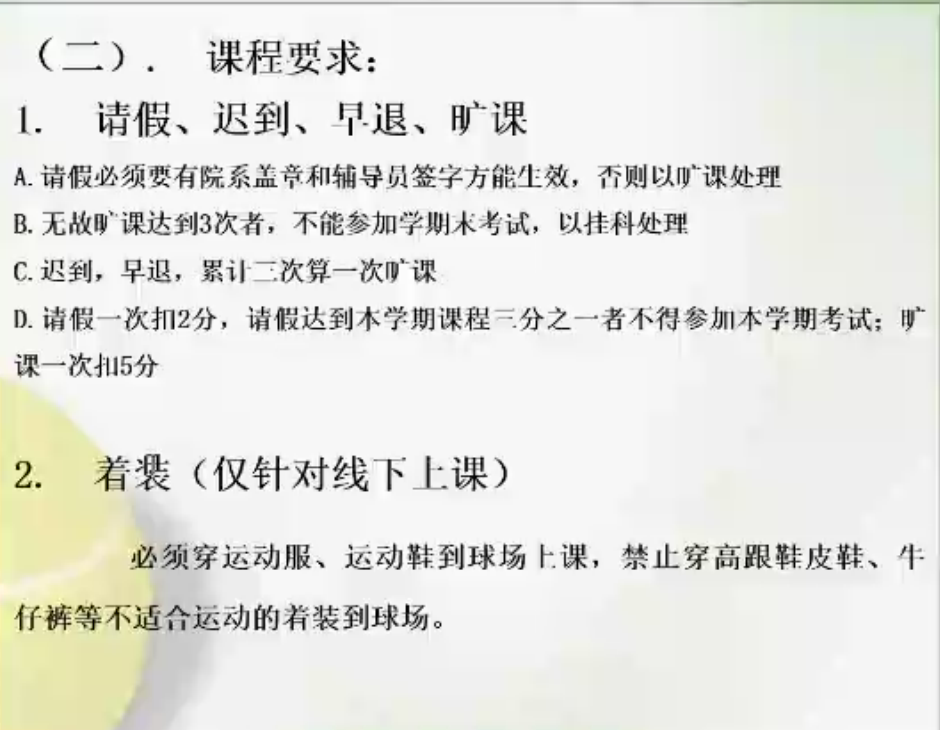 （二）. 课程要求：
1. 请假、迟到、早退、旷课
A.请假必须要有院系盖章和辅导员签字方能生效，否则以旷课处理
B.无故旷课达到3次者，不能参加学期末考试，以挂科处理
C.迟到，早退，累计三次算一次旷课
D.请假一次扣2分，请假达到本学期课程三分之一者不得参加本学期考试；旷
课一次扣5分
2. 着装（仅针对线下上课）
必须穿运动服、运动鞋到球场上课，禁止穿高跟鞋皮鞋、牛
仔裤等不适合运动的着装到球场。